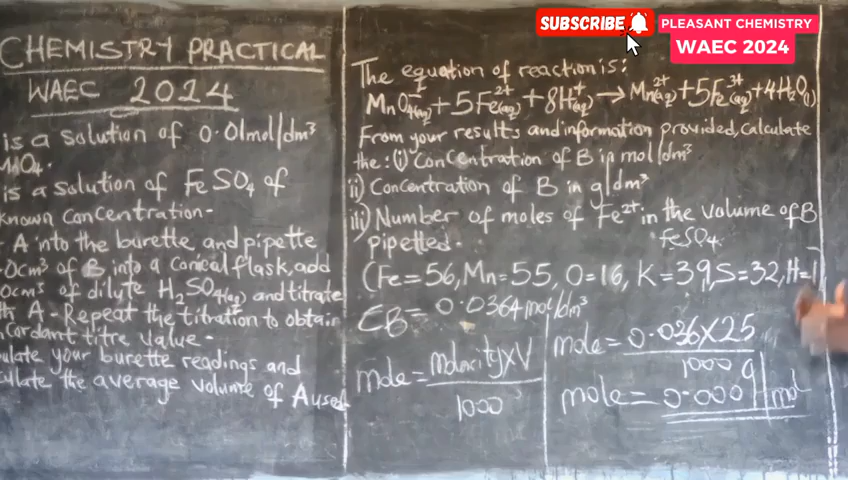 SUBSCRIBE
PLEASANT CHEMISTRY
WAEC 2024
CHEMISTRY PRACTICAL
WAEC 2024
is a solution of 0.01mol/dm³
MnO₄.
is a solution of FeSO₄ of
known concentration-
A into the burette and pipette
0cm³ of B into a conical flask, add
0cm³ of dilute H₂SO₄(aq) and titrate
th A- Repeat the titration to obtain
Concordant titre value-
ulate your burette readings and
culate the average volume of A used
The equation of reaction is:
MnO₄⁻(aq) + 5Fe²⁺(aq) + 8H⁺(aq) → Mn²⁺(aq) + 5Fe³⁺(aq) + 4H₂O(l)
From your results and information provided, calculate
the: (i) Concentration of B in mol/dm³
ii) Concentration of B in g/dm³
iii) Number of moles of Fe²⁺ in the volume of B
pipetted. FeSO₄
(Fe=56, Mn=55, O=16, K=39, S=32, H=1)
CB = 0.0364 mol/dm³
mole = Molarity × V
1000
mole = 0.036 × 25
1000
mole = 0.0009 mol